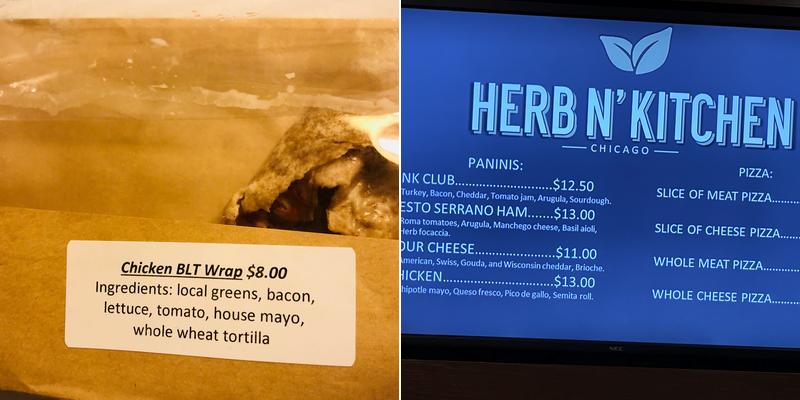 Chicken BLT Wrap $8.00
Ingredients: local greens, bacon,
lettuce, tomato, house mayo,
whole wheat tortilla
HERB N' KITCHEN
CHICAGO
PANINIS:
NK CLUB..............................$12.50
Turkey, Bacon, Cheddar, Tomato jam, Arugula, Sourdough.
ESTO SERRANO HAM.......$13.00
Roma tomatoes, Arugula, Manchego cheese, Basil aioli,
Herb focaccia.
OUR CHEESE......................$11.00
American, Swiss, Gouda, and Wisconsin cheddar, Brioche.
HICKEN..............................$13.00
hipotle mayo, Queso fresco, Pico de gallo, Semita roll.
PIZZA:
SLICE OF MEAT PIZZA.........
SLICE OF CHEESE PIZZA.....
WHOLE MEAT PIZZA...........
WHOLE CHEESE PIZZA.......
NEC